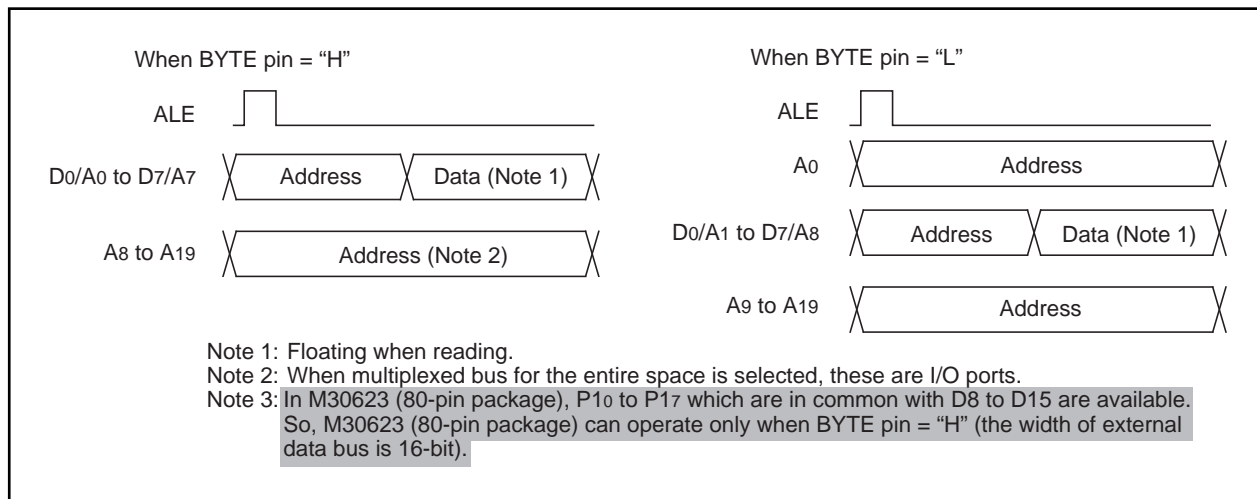 When BYTE pin = “H”
ALE
D0/A0 to D7/A7
Address
Data (Note 1)
A8 to A19
Address (Note 2)
When BYTE pin = “L”
ALE
A0
Address
D0/A1 to D7/A8
Address
Data (Note 1)
A9 to A19
Address
Note 1: Floating when reading.
Note 2: When multiplexed bus for the entire space is selected, these are I/O ports.
Note 3: In M30623 (80-pin package), P10 to P17 which are in common with D8 to D15 are available.
So, M30623 (80-pin package) can operate only when BYTE pin = “H” (the width of external
data bus is 16-bit).